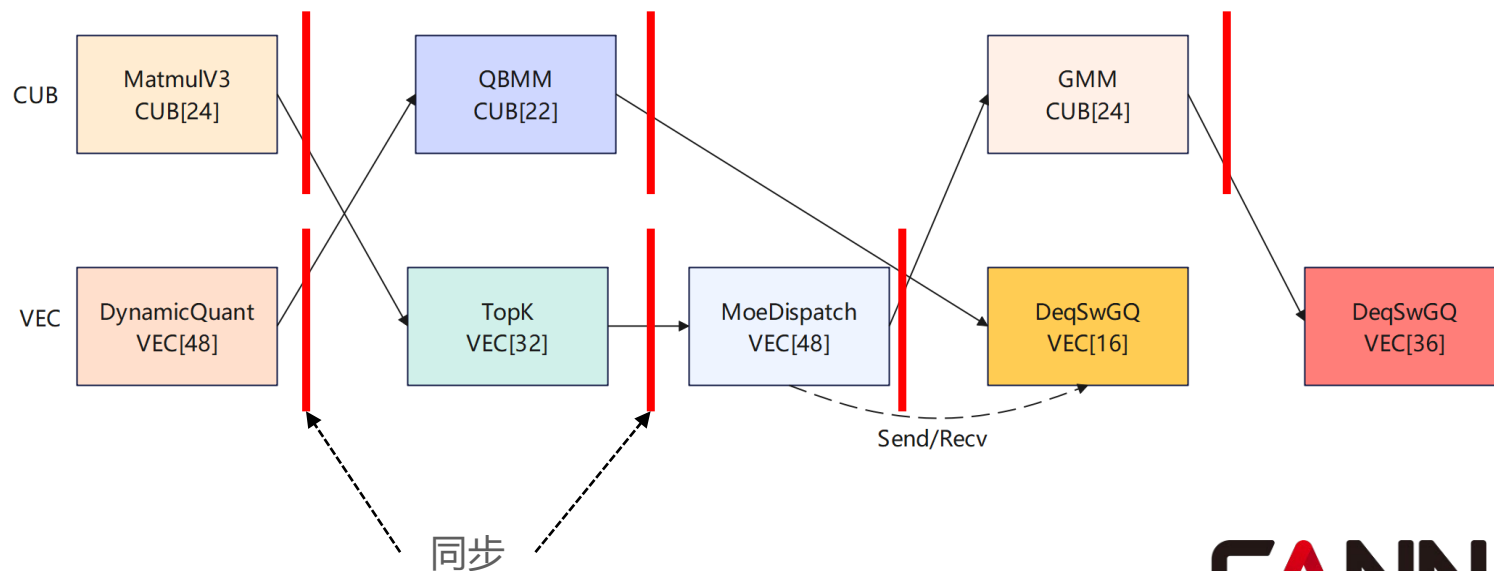 CUB
MatmulV3
CUB[24]
QBMM
CUB[22]
GMM
CUB[24]
VEC
DynamicQuant
VEC[48]
TopK
VEC[32]
MoeDispatch
VEC[48]
DeqSwGQ
VEC[16]
DeqSwGQ
VEC[36]
Send/Recv
同步
CANN